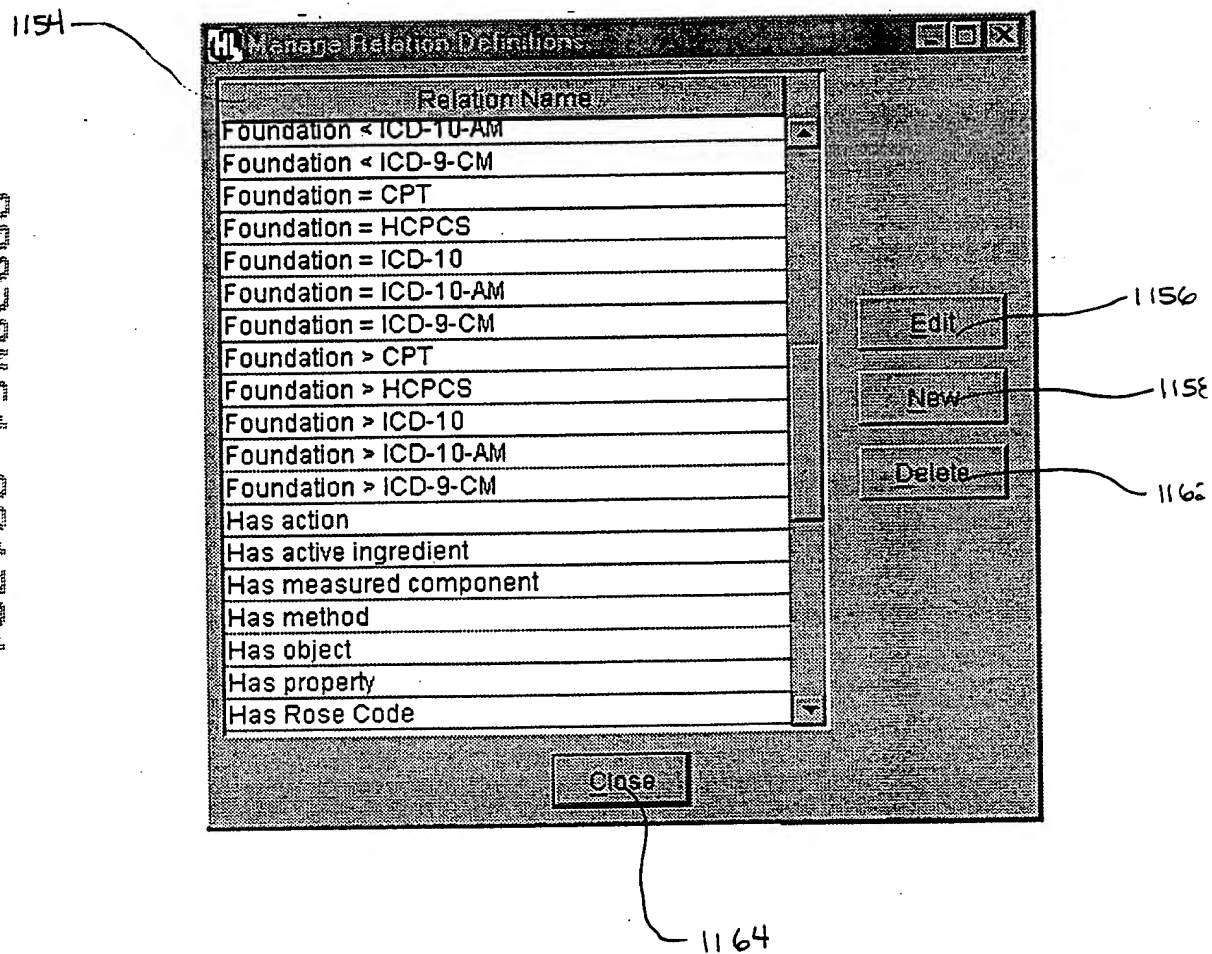 1154
HL Manage Relation Definitions
Relation Name
Foundation < ICD-10-AM
Foundation < ICD-9-CM
Foundation = CPT
Foundation = HCPCS
Foundation = ICD-10
Foundation = ICD-10-AM
Foundation = ICD-9-CM
Foundation > CPT
Foundation > HCPCS
Foundation > ICD-10
Foundation > ICD-10-AM
Foundation > ICD-9-CM
Has action
Has active ingredient
Has measured component
Has method
Has object
Has property
Has Rose Code
Edit
1156
New
Delete
Close
1164